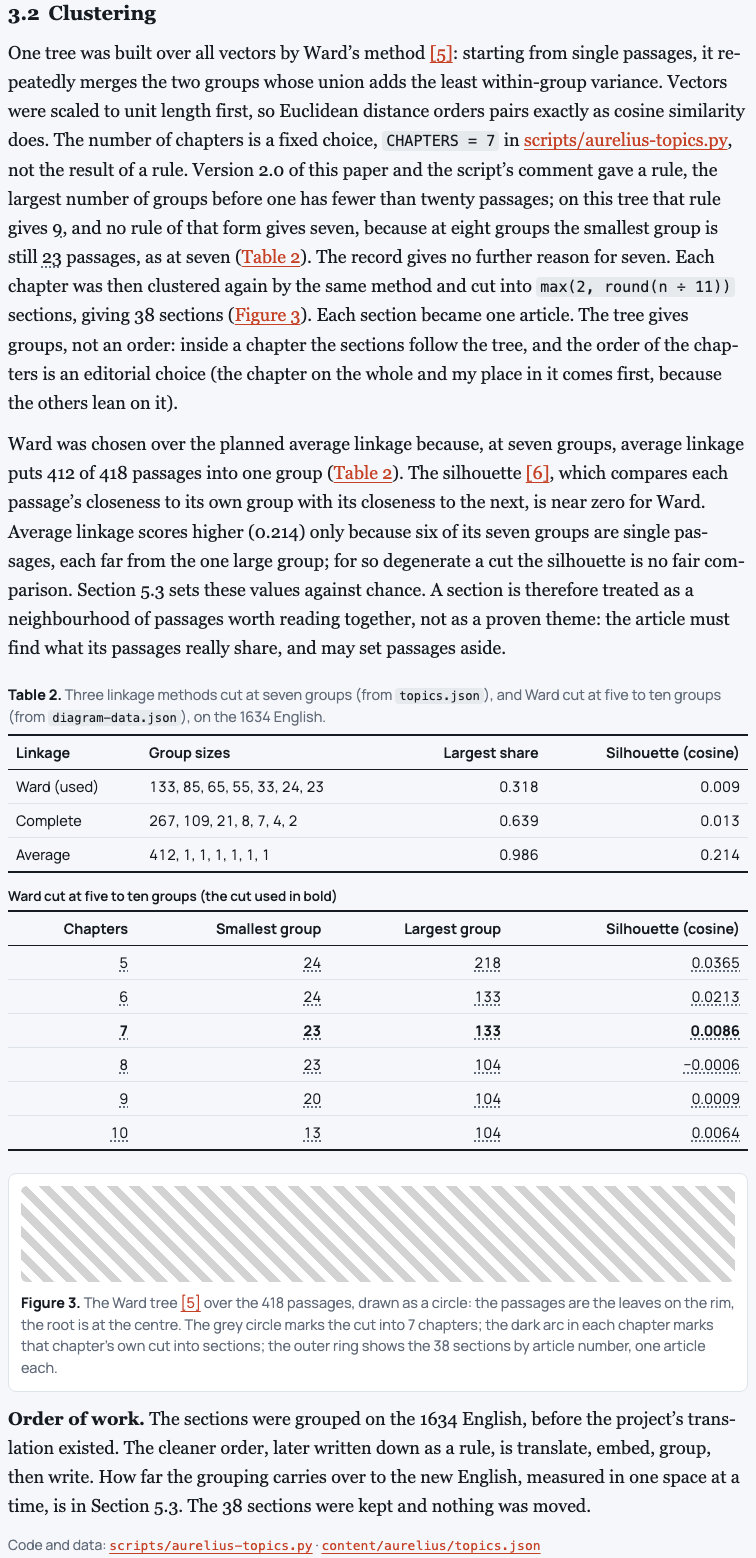 3.2 Clustering
One tree was built over all vectors by Ward’s method [5]: starting from single passages, it re-
peatedly merges the two groups whose union adds the least within-group variance. Vectors
were scaled to unit length first, so Euclidean distance orders pairs exactly as cosine similarity
does. The number of chapters is a fixed choice, CHAPTERS = 7 in scripts/aurelius-topics.py,
not the result of a rule. Version 2.0 of this paper and the script’s comment gave a rule, the
largest number of groups before one has fewer than twenty passages; on this tree that rule
gives 9, and no rule of that form gives seven, because at eight groups the smallest group is
still 23 passages, as at seven (Table 2). The record gives no further reason for seven. Each
chapter was then clustered again by the same method and cut into max(2, round(n ÷ 11))
sections, giving 38 sections (Figure 3). Each section became one article. The tree gives
groups, not an order: inside a chapter the sections follow the tree, and the order of the chap-
ters is an editorial choice (the chapter on the whole and my place in it comes first, because
the others lean on it).
Ward was chosen over the planned average linkage because, at seven groups, average linkage
puts 412 of 418 passages into one group (Table 2). The silhouette [6], which compares each
passage’s closeness to its own group with its closeness to the next, is near zero for Ward.
Average linkage scores higher (0.214) only because six of its seven groups are single pas-
sages, each far from the one large group; for so degenerate a cut the silhouette is no fair com-
parison. Section 5.3 sets these values against chance. A section is therefore treated as a
neighbourhood of passages worth reading together, not as a proven theme: the article must
find what its passages really share, and may set passages aside.
Table 2. Three linkage methods cut at seven groups (from topics.json), and Ward cut at five to ten groups
(from diagram-data.json), on the 1634 English.
Linkage Group sizes Largest share Silhouette (cosine)
Ward (used) 133, 85, 65, 55, 33, 24, 23 0.318 0.009
Complete 267, 109, 21, 8, 7, 4, 2 0.639 0.013
Average 412, 1, 1, 1, 1, 1, 1 0.986 0.214
Ward cut at five to ten groups (the cut used in bold)
Chapters Smallest group Largest group Silhouette (cosine)
5 24 218 0.0365
6 24 133 0.0213
7 23 133 0.0086
8 23 104 −0.0006
9 20 104 0.0009
10 13 104 0.0064
Figure 3. The Ward tree [5] over the 418 passages, drawn as a circle: the passages are the leaves on the rim,
the root is at the centre. The grey circle marks the cut into 7 chapters; the dark arc in each chapter marks
that chapter’s own cut into sections; the outer ring shows the 38 sections by article number, one article
each.
Order of work. The sections were grouped on the 1634 English, before the project’s trans-
lation existed. The cleaner order, later written down as a rule, is translate, embed, group,
then write. How far the grouping carries over to the new English, measured in one space at a
time, is in Section 5.3. The 38 sections were kept and nothing was moved.
Code and data: scripts/aurelius-topics.py · content/aurelius/topics.json